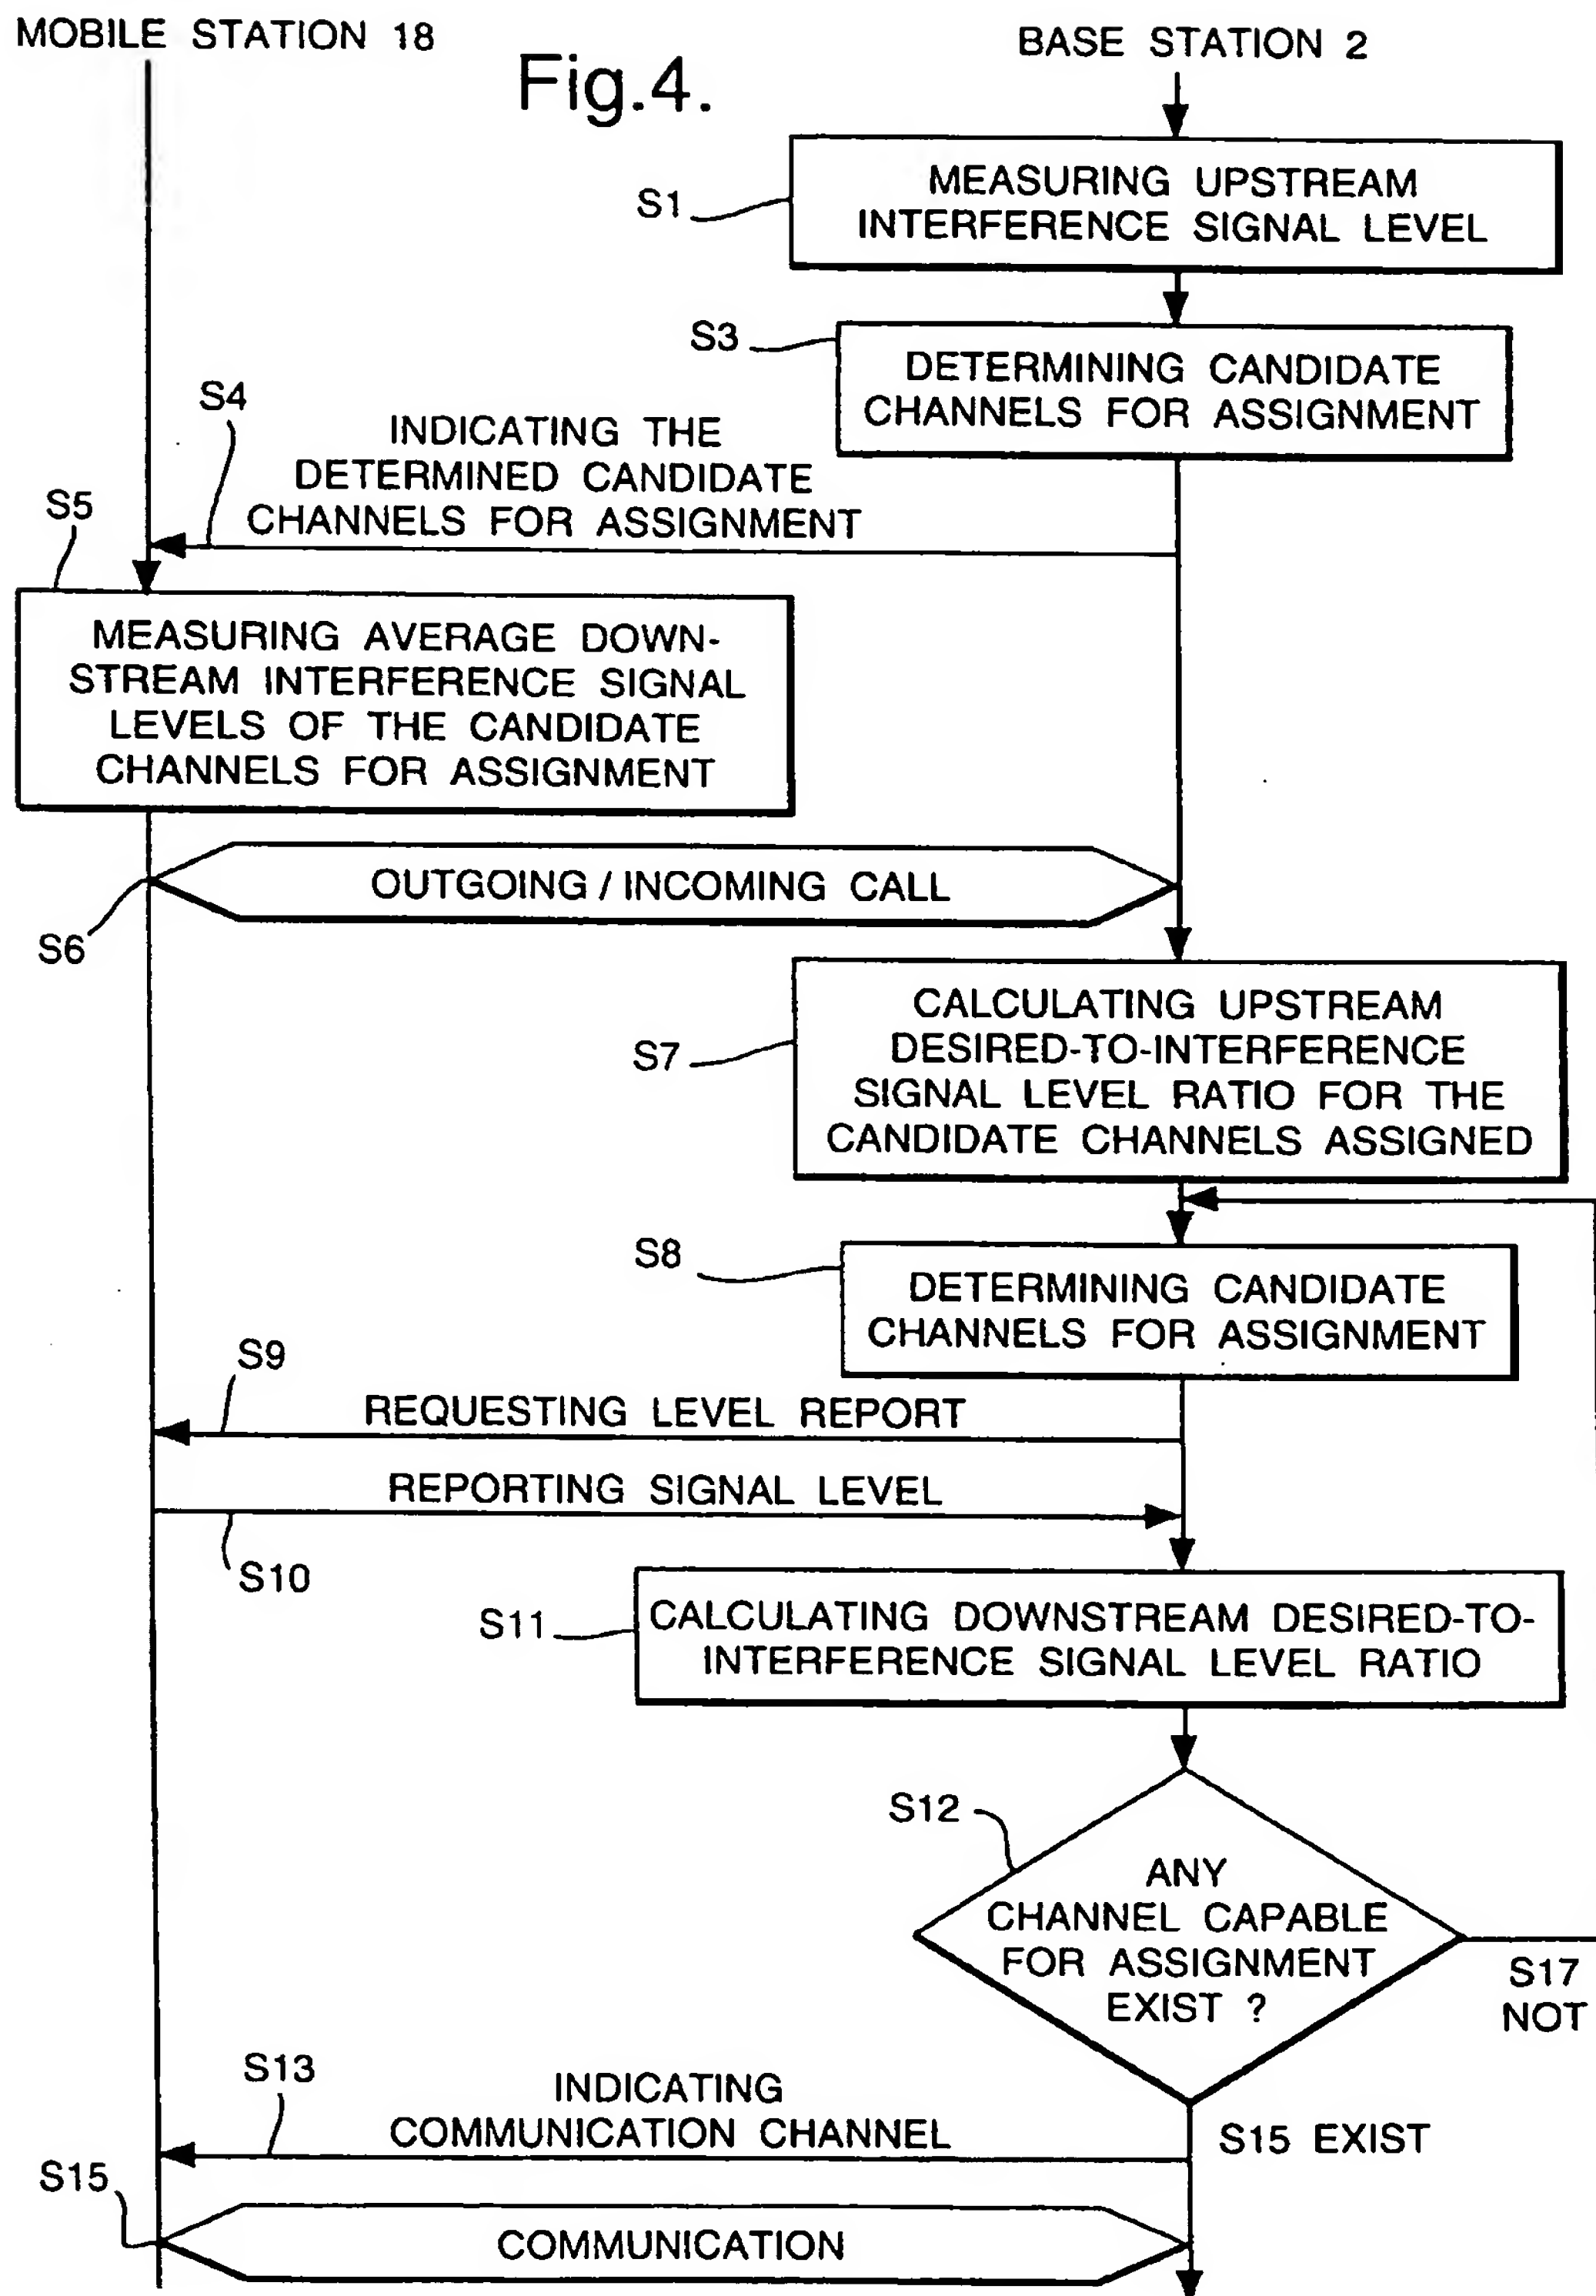 MOBILE STATION 18
Fig.4.
BASE STATION 2
S1
MEASURING UPSTREAM
INTERFERENCE SIGNAL LEVEL
S3
DETERMINING CANDIDATE
CHANNELS FOR ASSIGNMENT
S4
INDICATING THE
DETERMINED CANDIDATE
CHANNELS FOR ASSIGNMENT
S5
MEASURING AVERAGE DOWN-
STREAM INTERFERENCE SIGNAL
LEVELS OF THE CANDIDATE
CHANNELS FOR ASSIGNMENT
OUTGOING / INCOMING CALL
S6
S7
CALCULATING UPSTREAM
DESIRED-TO-INTERFERENCE
SIGNAL LEVEL RATIO FOR THE
CANDIDATE CHANNELS ASSIGNED
S8
DETERMINING CANDIDATE
CHANNELS FOR ASSIGNMENT
S9
REQUESTING LEVEL REPORT
REPORTING SIGNAL LEVEL
S10
S11
CALCULATING DOWNSTREAM DESIRED-TO-
INTERFERENCE SIGNAL LEVEL RATIO
S12
ANY
CHANNEL CAPABLE
FOR ASSIGNMENT
EXIST ?
S17
NOT
S13
INDICATING
COMMUNICATION CHANNEL
S15 EXIST
S15
COMMUNICATION